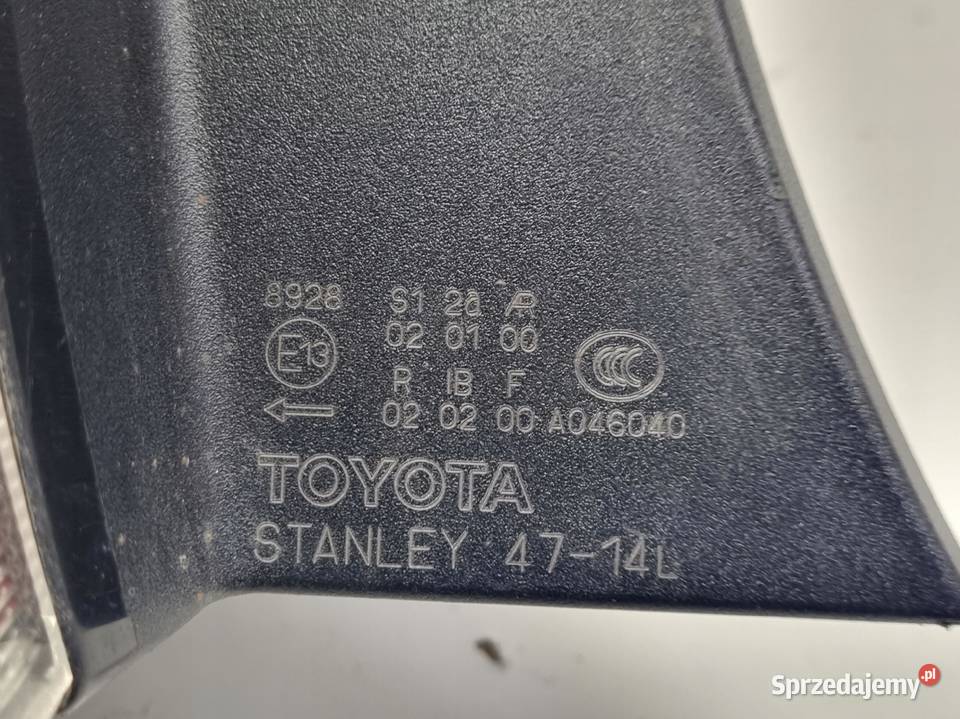 8928 S1 2a AR
02 01 00
E13
CCC
R IB F
02 02 00 A046040
TOYOTA
STANLEY 47-14L
Sprzedajemy.pl